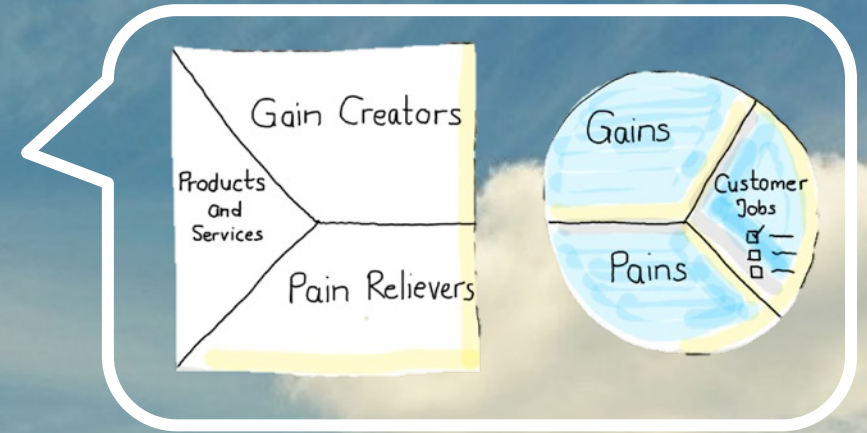 Gain Creators
Products
and
Services
Pain Relievers
Gains
Customer
Jobs
Pains